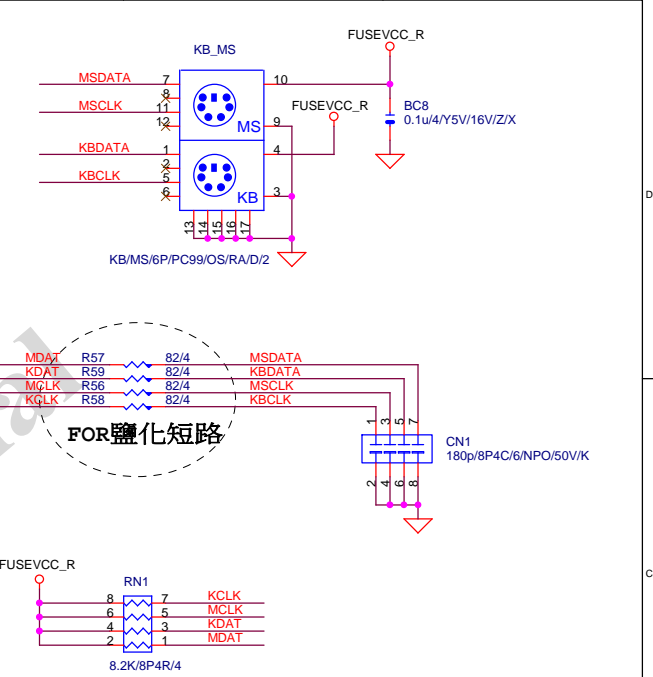 FUSEVCC_R
KB_MS
MSDATA 7 10
8
MSCLK 11 FUSEVCC_R BC8
0.1u/4/Y5V/16V/Z/X
12 MS 9
KBDATA 1 4
2
KBCLK 5
6 KB 3
13 14 15 16 17
KB/MS/6P/PC99/OS/RA/D/2
D
MDAT R57 82/4 MSDATA
KDAT R59 82/4 KBDATA
MCLK R56 82/4 MSCLK
KCLK R58 82/4 KBCLK
FOR鹽化短路
1 3 5 7
CN1
180p/8P4C/6/NPO/50V/K
2 4 6 8
FUSEVCC_R
RN1
C
8 7 KCLK
6 5 MCLK
4 3 KDAT
2 1 MDAT
8.2K/8P4R/4